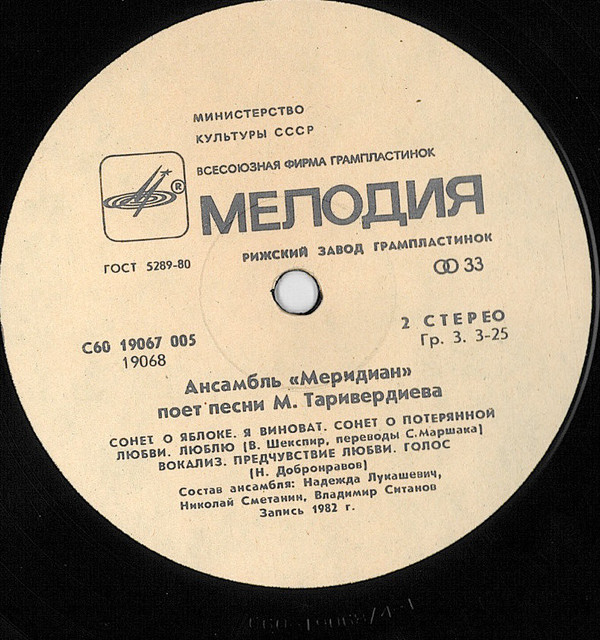 МИНИСТЕРСТВО
КУЛЬТУРЫ СССР
ВСЕСОЮЗНАЯ ФИРМА ГРАМПЛАСТИНОК
®
МЕЛОДИЯ
РИЖСКИЙ ЗАВОД ГРАМПЛАСТИНОК
ГОСТ 5289-80
33
2 СТЕРЕО
С60 19067 005
Гр. 3. 3-25
19068
Ансамбль «Меридиан»
поет песни М. Таривердиева
СОНЕТ О ЯБЛОКЕ. Я ВИНОВАТ. СОНЕТ О ПОТЕРЯННОЙ
ЛЮБВИ. ЛЮБЛЮ [В. Шекспир, переводы С. Маршака]
ВОКАЛИЗ. ПРЕДЧУВСТВИЕ ЛЮБВИ. ГОЛОС
(Н. Добронравов)
Состав ансамбля: Надежда Лукашевич,
Николай Сметанин, Владимир Ситанов
Запись 1982 г.